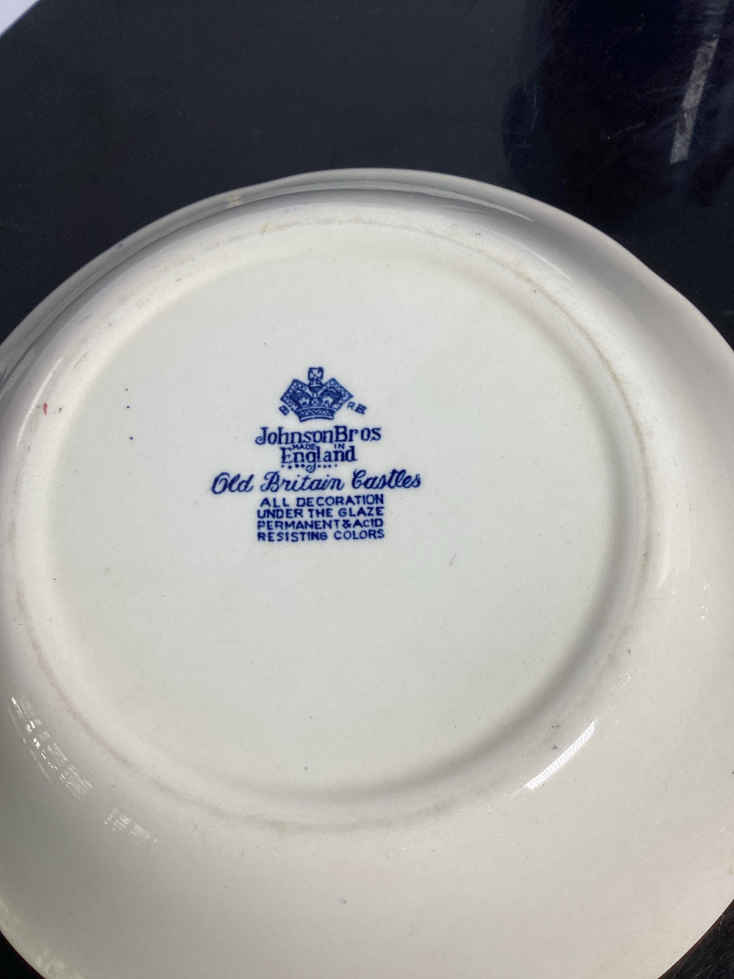 JohnsonBros
MADE IN
England
Old Britain Castles
ALL DECORATION
UNDER THE GLAZE
PERMANENT & ACID
RESISTING COLORS